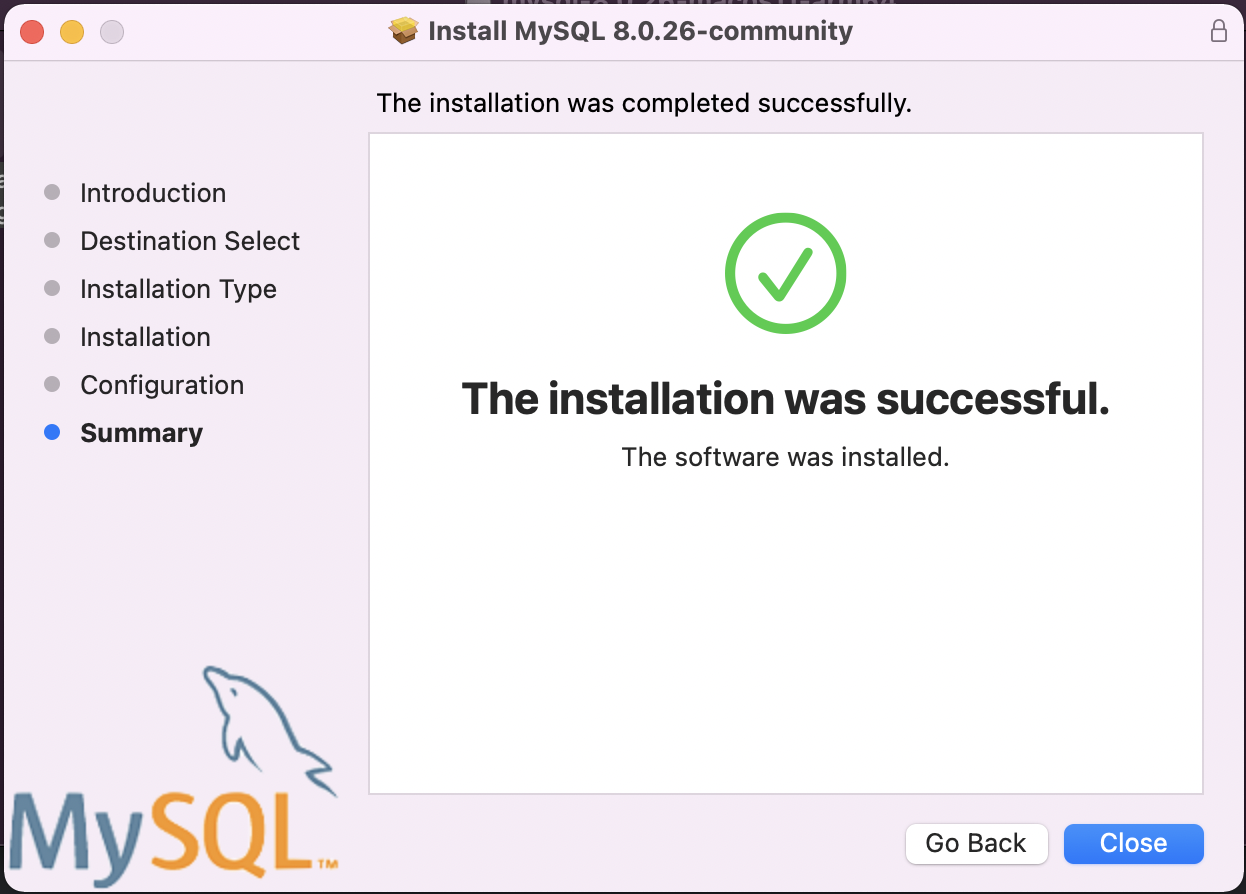 Install MySQL 8.0.26-community
The installation was completed successfully.
Introduction
Destination Select
Installation Type
Installation
Configuration
Summary
The installation was successful.
The software was installed.
MySQL™
Go Back
Close